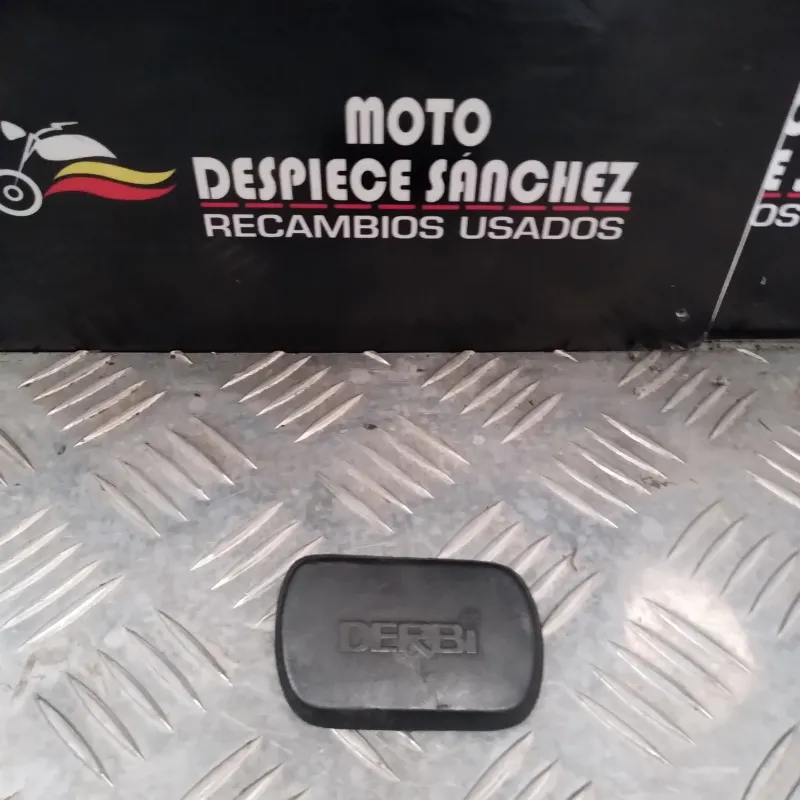 MOTO
DESPIECE SÁNCHEZ
RECAMBIOS USADOS
DERBi